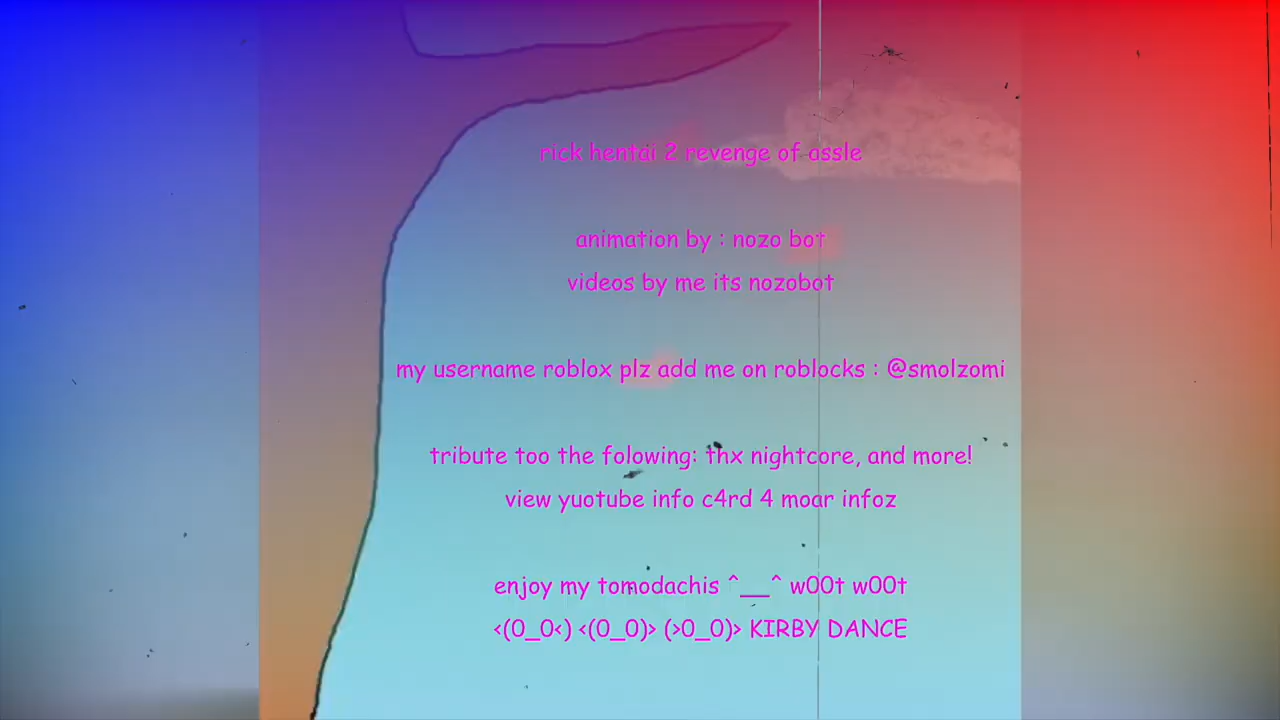 rick hentai 2 revenge of assle
animation by : nozo bot
videos by me its nozobot
my username roblox plz add me on roblocks : @smolzomi
tribute too the folowing: thx nightcore, and more!
view yuotube info c4rd 4 moar infoz
enjoy my tomodachis ^__^ w00t w00t
<(0_0<) <(0_0)> (>0_0)> KIRBY DANCE